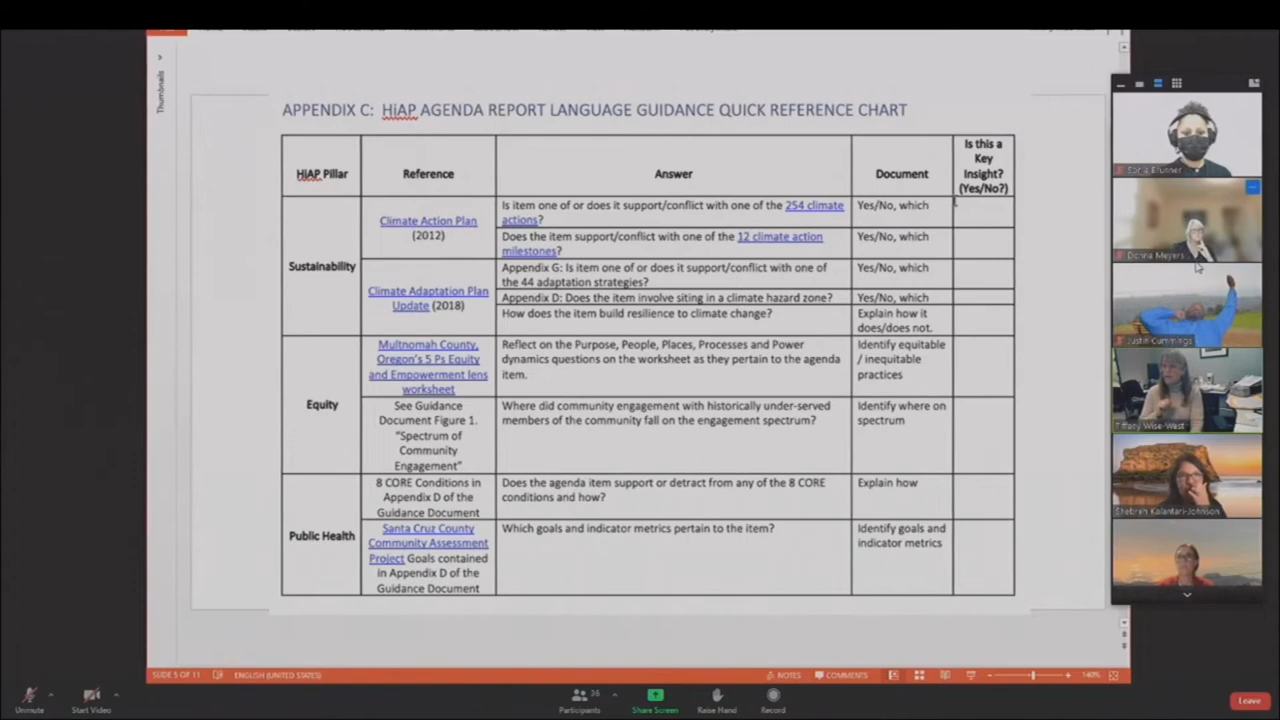 Thumbnails
APPENDIX C: HiAP AGENDA REPORT LANGUAGE GUIDANCE QUICK REFERENCE CHART
HiAP Pillar
Reference
Answer
Document
Is this a
Key
Insight?
(Yes/No?)
Sustainability
Climate Action Plan
(2012)
Is item one of or does it support/conflict with one of the 254 climate
actions?
Yes/No, which
Does the item support/conflict with one of the 12 climate action
milestones?
Yes/No, which
Climate Adaptation Plan
Update (2018)
Appendix G: Is item one of or does it support/conflict with one of
the 44 adaptation strategies?
Yes/No, which
Appendix D: Does the item involve siting in a climate hazard zone?
Yes/No, which
How does the item build resilience to climate change?
Explain how it
does/does not.
Equity
Multnomah County,
Oregon's 5 Ps Equity
and Empowerment lens
worksheet
Reflect on the Purpose, People, Places, Processes and Power
dynamics questions on the worksheet as they pertain to the agenda
item.
Identify equitable
/ inequitable
practices
See Guidance
Document Figure 1.
"Spectrum of
Community
Engagement"
Where did community engagement with historically under-served
members of the community fall on the engagement spectrum?
Identify where on
spectrum
Public Health
8 CORE Conditions in
Appendix D of the
Guidance Document
Does the agenda item support or detract from any of the 8 CORE
conditions and how?
Explain how
Santa Cruz County
Community Assessment
Project Goals contained
in Appendix D of the
Guidance Document
Which goals and indicator metrics pertain to the item?
Identify goals and
indicator metrics
Donna Meyers
Justin Cummings
Tiffany Wise-West
Shebreh Kalantari-Johnson
SLIDE 5 OF 11
ENGLISH (UNITED STATES)
NOTES
COMMENTS
140%
Unmute
Start Video
36
Participants
Share Screen
Raise Hand
Record
Leave